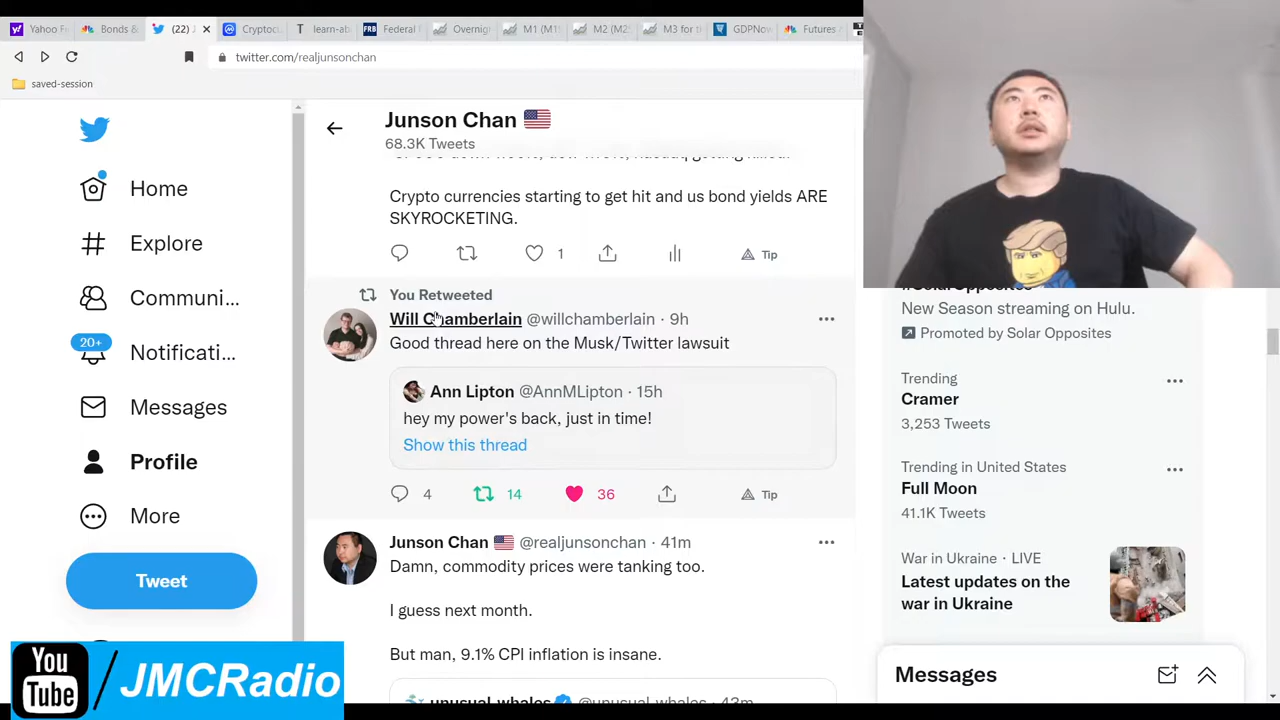 Yahoo F
Bonds &
(22) J
Cryptoc
learn-ab
Federal
Overnig
M1 (M1
M2 (M2
M3 for t
GDPNow
Futures
twitter.com/realjunsonchan
saved-session
Junson Chan
68.3K Tweets
Home
Explore
Communi...
20+
Notificati...
Messages
Profile
More
Tweet
Crypto currencies starting to get hit and us bond yields ARE
SKYROCKETING.
1
Tip
You Retweeted
Will Chamberlain @willchamberlain · 9h
Good thread here on the Musk/Twitter lawsuit
Ann Lipton @AnnMLipton · 15h
hey my power's back, just in time!
Show this thread
4
14
36
Tip
Junson Chan @realjunsonchan · 41m
Damn, commodity prices were tanking too.
I guess next month.
But man, 9.1% CPI inflation is insane.
unusual_whales @unusual_whales · 43m
#SolarOpposites
New Season streaming on Hulu.
Promoted by Solar Opposites
Trending
Cramer
3,253 Tweets
Trending in United States
Full Moon
41.1K Tweets
War in Ukraine · LIVE
Latest updates on the
war in Ukraine
Messages
You
Tube
/JMCRadio